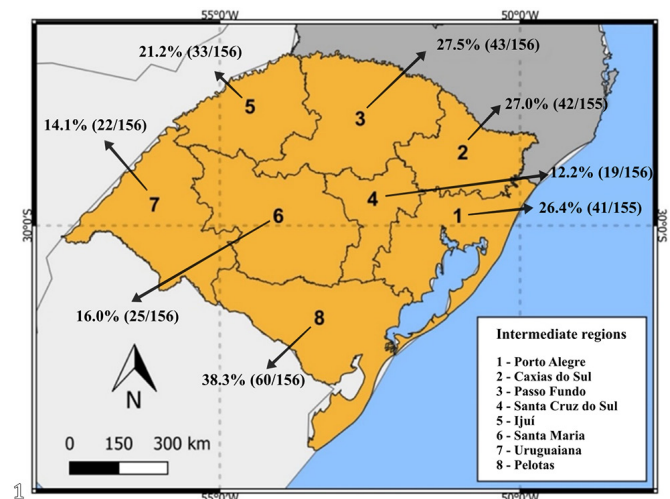 55°0'W 50°0'W
21.2% (33/156)
27.5% (43/156)
5
3
27.0% (42/155)
14.1% (22/156)
2
12.2% (19/156)
4
7
6
1
26.4% (41/155)
30°0'S
16.0% (25/156)
8
38.3% (60/156)
N
0 150 300 km
Intermediate regions
1 - Porto Alegre
2 - Caxias do Sul
3 - Passo Fundo
4 - Santa Cruz do Sul
5 - Ijuí
6 - Santa Maria
7 - Uruguaiana
8 - Pelotas
55°0'W 50°0'W
1